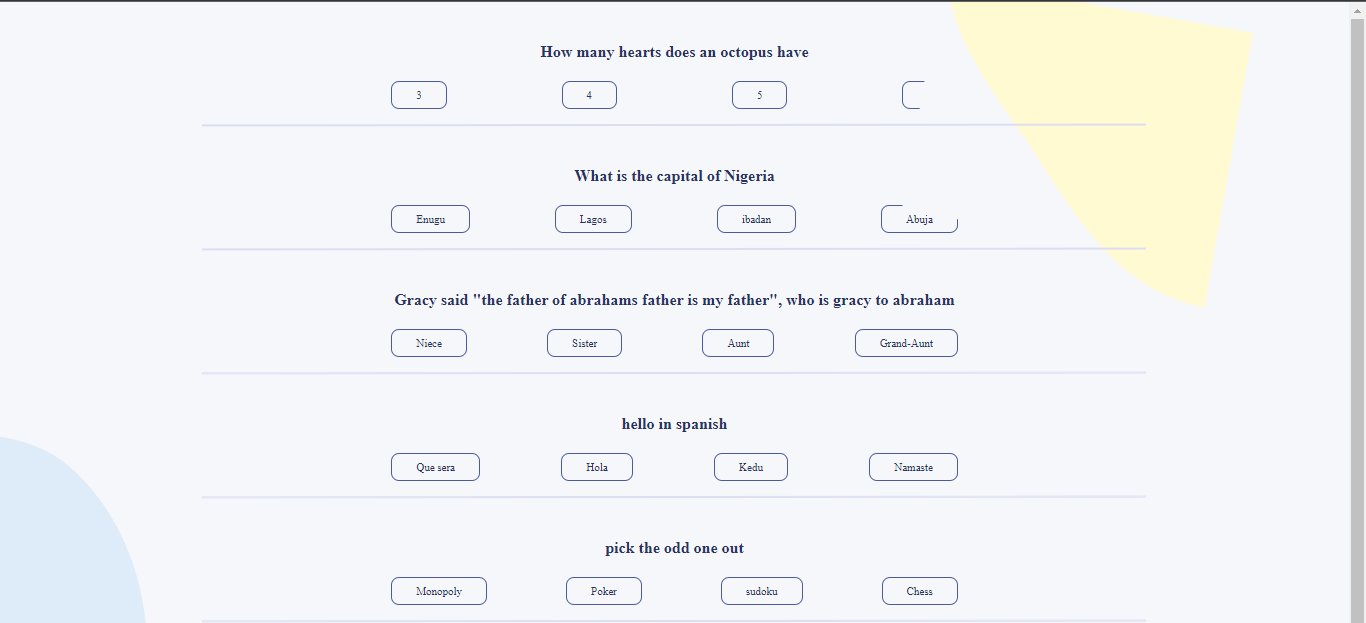 How many hearts does an octopus have
3 4 5
What is the capital of Nigeria
Enugu Lagos ibadan Abuja
Gracy said "the father of abrahams father is my father", who is gracy to abraham
Niece Sister Aunt Grand-Aunt
hello in spanish
Que sera Hola Kedu Namaste
pick the odd one out
Monopoly Poker sudoku Chess